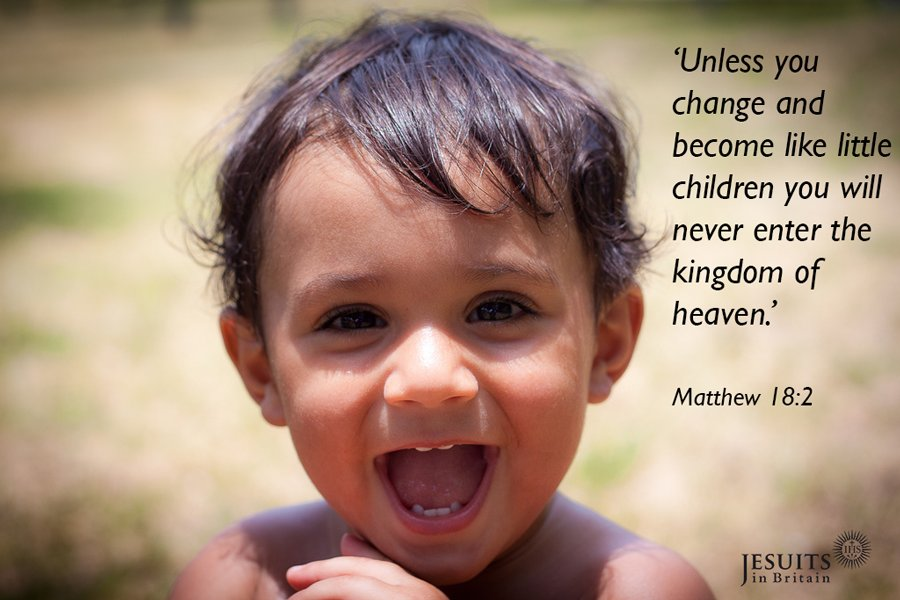 ‘Unless you
change and
become like little
children you will
never enter the
kingdom of
heaven.’
Matthew 18:2
JESUITS
in Britain
IHS